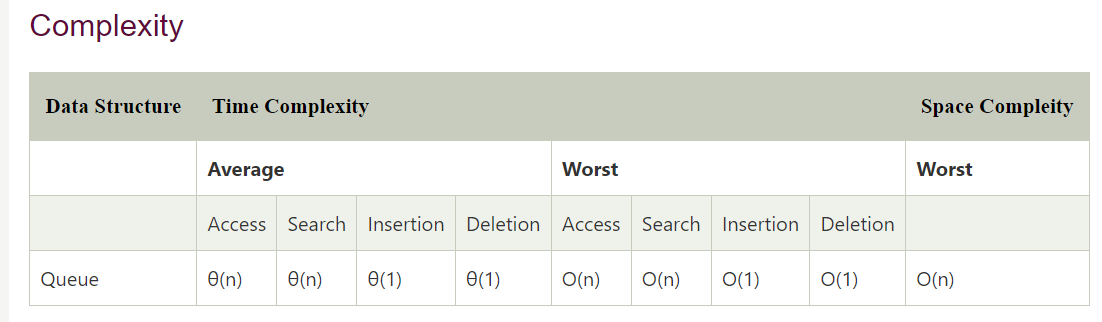 Complexity
Data Structure Time Complexity Space Compleity
Average Worst Worst
Access Search Insertion Deletion Access Search Insertion Deletion
Queue θ(n) θ(n) θ(1) θ(1) O(n) O(n) O(1) O(1) O(n)